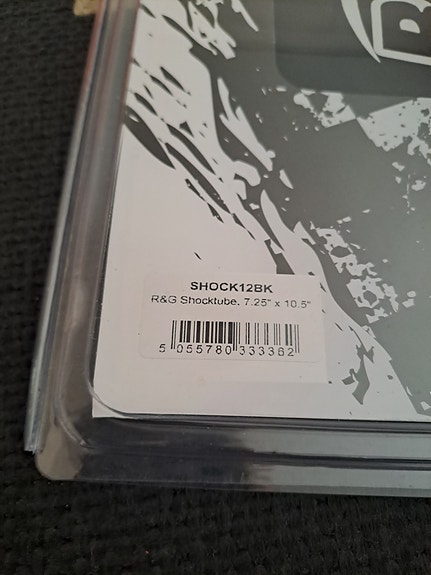 SHOCK12BK
R&G Shocktube, 7.25" x 10.5"
5 055780 333362